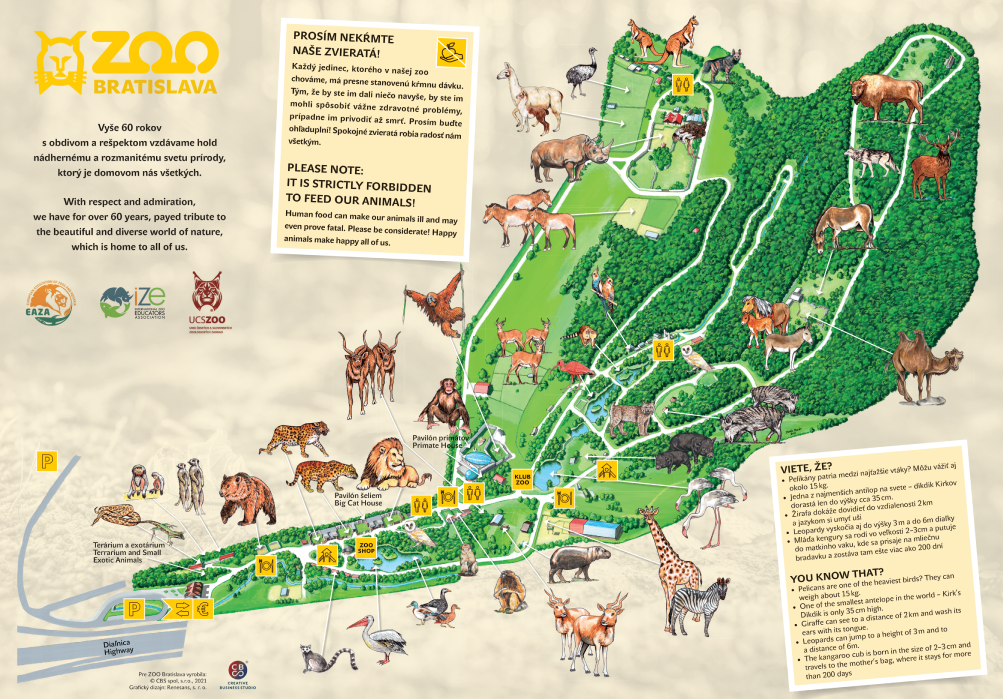 ZOO
BRATISLAVA
Vyše 60 rokov
s obdivom a rešpektom vzdávame hold
nádhernému a rozmanitému svetu prírody,
ktorý je domovom nás všetkých.
With respect and admiration,
we have for over 60 years, payed tribute to
the beautiful and diverse world of nature,
which is home to all of us.
EAZA
ize
INTERNATIONAL ZOO
EDUCATORS
ASSOCIATION
UCSZOO
PROSÍM NEKŔMTE
NAŠE ZVIERATÁ!
Každý jedinec, ktorého v našej zoo
chováme, má presne stanovenú kŕmnu dávku.
Tým, že by ste im dali niečo navyše, by ste im
mohli spôsobiť vážne zdravotné problémy,
prípadne im privodiť až smrť. Prosím buďte
ohľaduplní! Spokojné zvieratá robia radosť nám
všetkým.
PLEASE NOTE:
IT IS STRICTLY FORBIDDEN
TO FEED OUR ANIMALS!
Human food can make our animals ill and may
even prove fatal. Please be considerate! Happy
animals make happy all of us.
Pavilón primátov
Primate House
Pavilón šeliem
Big Cat House
KLUB
ZOO
ZOO
SHOP
P
Terárium a exotárium
Terrarium and Small
Exotic Animals
P
€
Diaľnica
Highway
Pre ZOO Bratislava vyrobila:
© CBS spol, s.r.o., 2021
Grafický dizajn: Renesans, s. r. o.
CBS
CREATIVE
BUSINESS STUDIO
VIETE, ŽE?
• Pelikány patria medzi najťažšie vtáky? Môžu vážiť aj
okolo 15 kg.
• Jedna z najmenších antilop na svete – dikdik Kirkov
dorastá len do výšky cca 35 cm.
• Žirafa dokáže dovidieť do vzdialenosti 2 km
a jazykom si umyť uši
• Leopardy vyskočia aj do výšky 3 m a do 6m diaľky
• Mláďa kengury sa rodí vo veľkosti 2–3cm a putuje
do matkinho vaku, kde sa prisaje na mliečnu
bradavku a zostáva tam ešte viac ako 200 dní
YOU KNOW THAT?
• Pelicans are one of the heaviest birds? They can
weigh about 15 kg.
• One of the smallest antelope in the world – Kirk's
Dikdik is only 35 cm high.
• Giraffe can see to a distance of 2 km and wash its
ears with its tongue.
• Leopards can jump to a height of 3 m and to
a distance of 6m.
• The kangaroo cub is born in the size of 2–3 cm and
travels to the mother's bag, where it stays for more
than 200 days